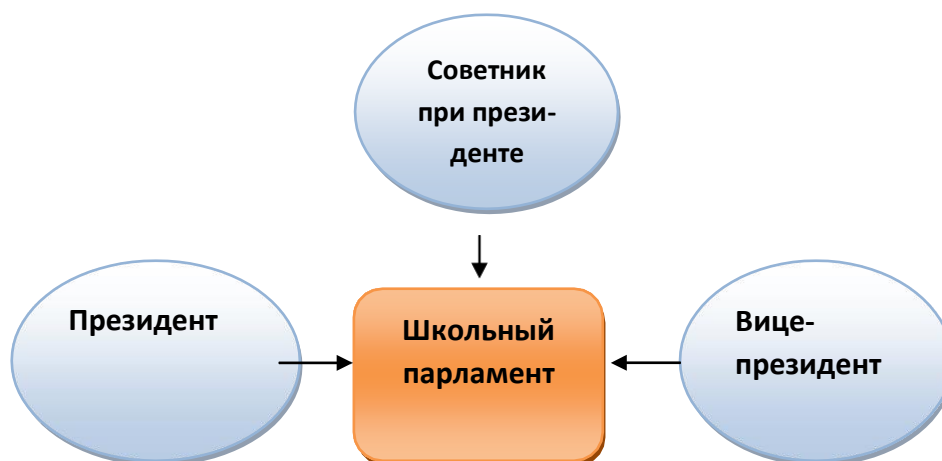 Советник
при прези-
денте
Президент
Школьный
парламент
Вице-
президент